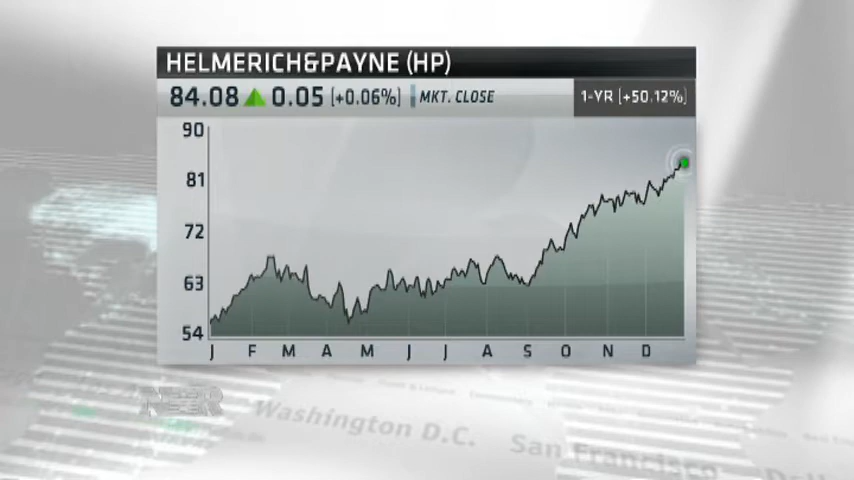 HELMERICH&PAYNE (HP)
84.08 ▲ 0.05 (+0.06%) MKT. CLOSE 1-YR (+50.12%)
90
81
72
63
54
J F M A M J J A S O N D
Washington D.C.
San Francisco